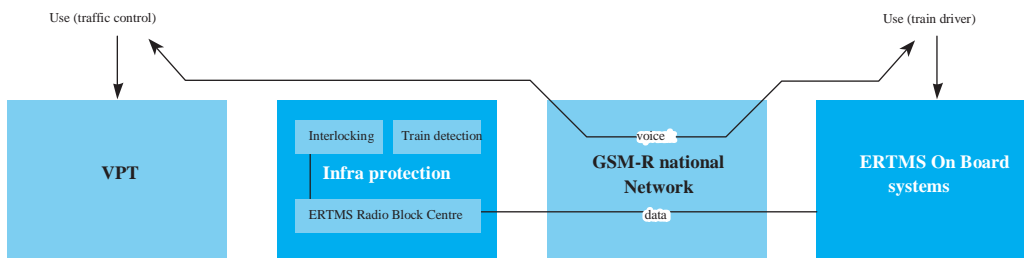 Use (traffic control)
Use (train driver)
Interlocking
Train detection
voice
VPT
Infra protection
GSM-R national
Network
ERTMS On Board
systems
ERTMS Radio Block Centre
data